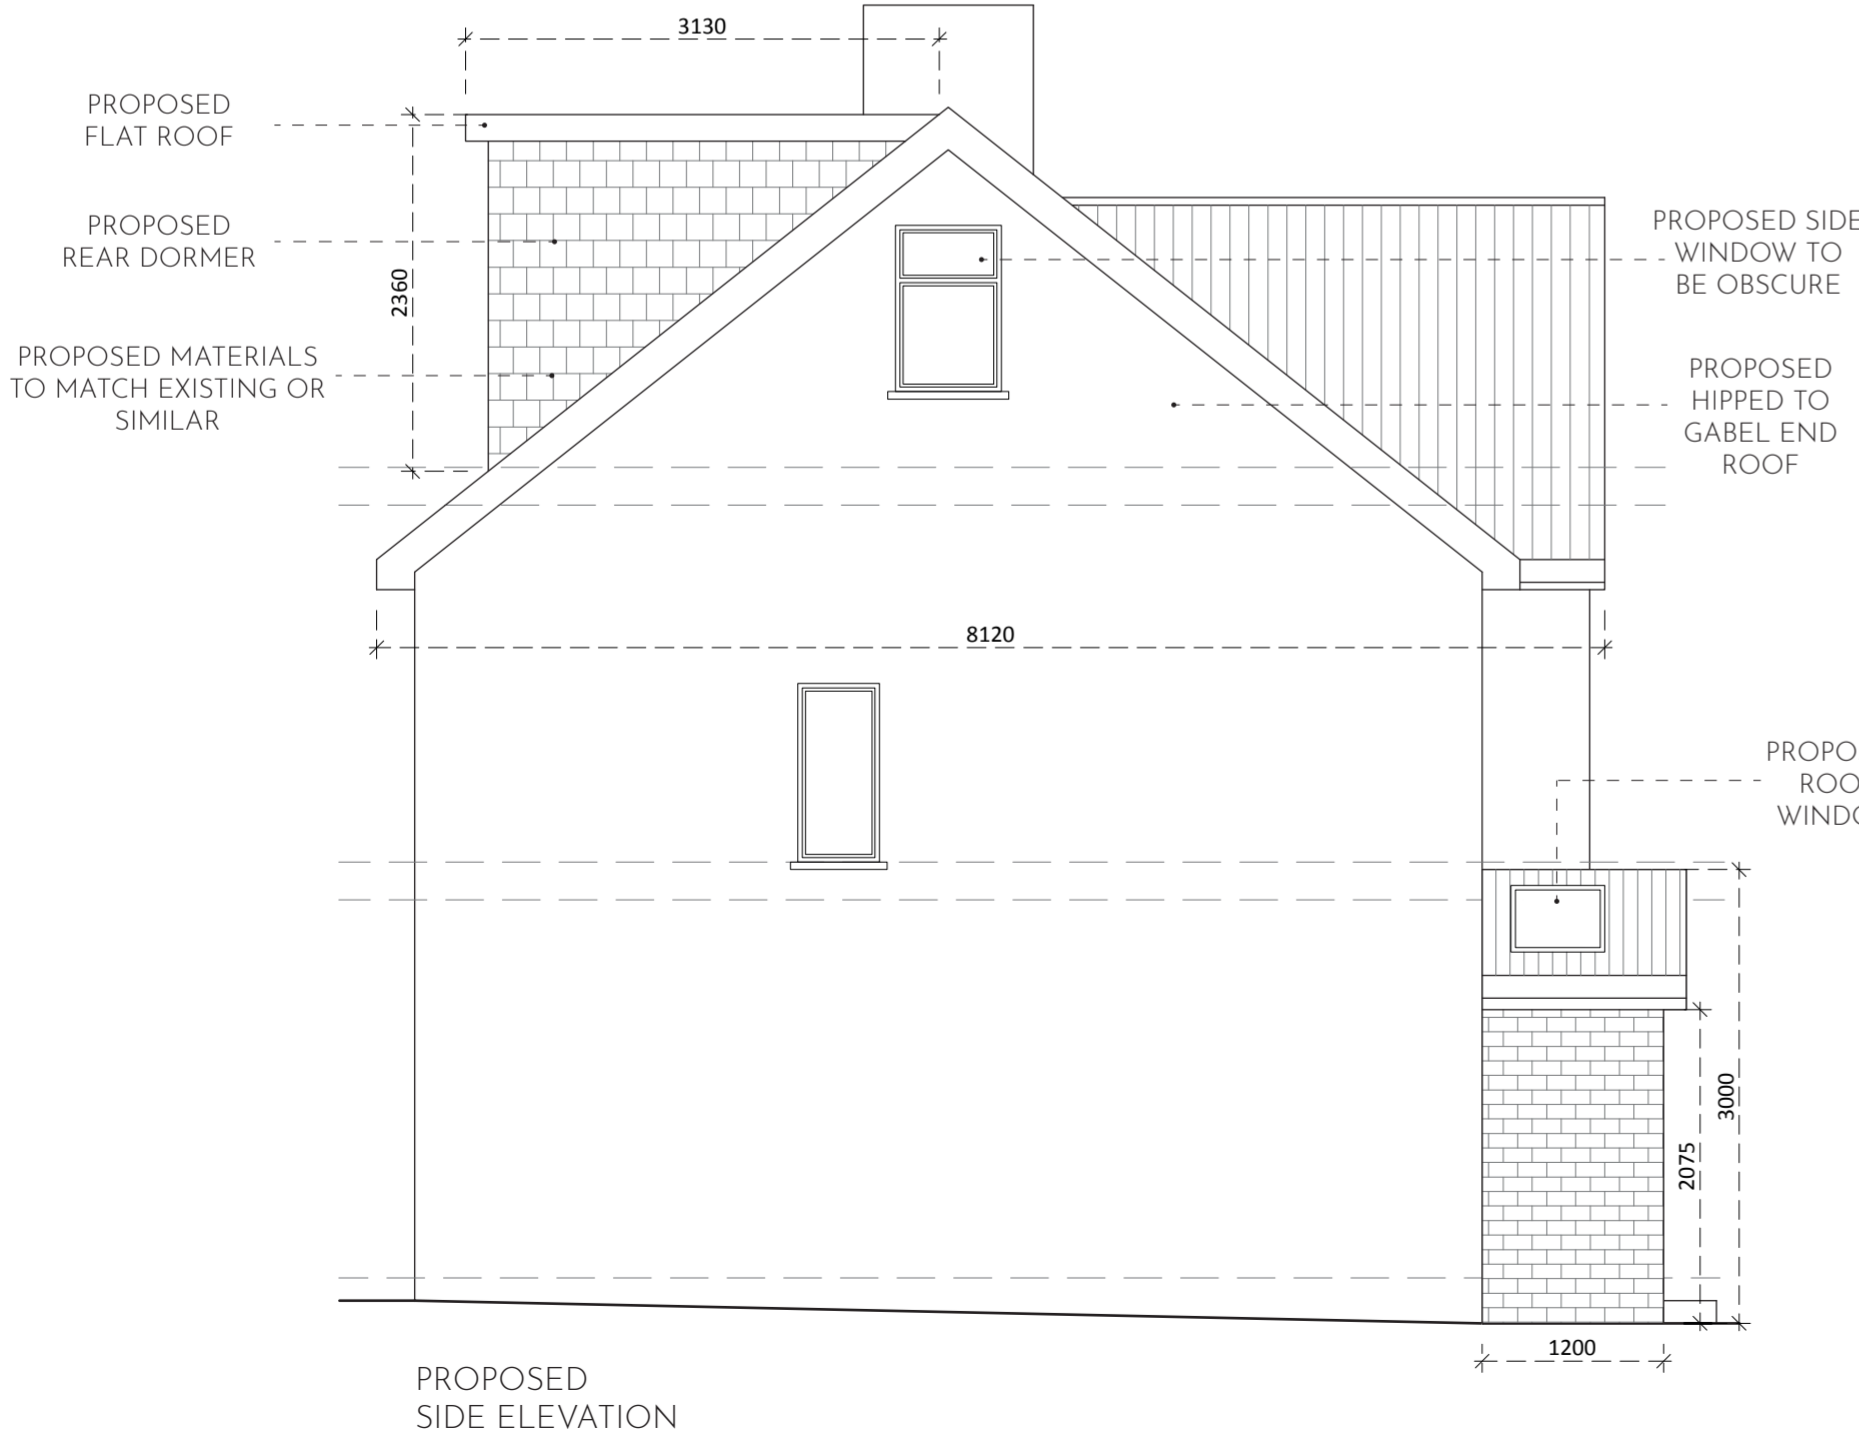 3130
PROPOSED
FLAT ROOF
PROPOSED
REAR DORMER
2360
PROPOSED MATERIALS
TO MATCH EXISTING OR
SIMILAR
PROPOSED SIDE
WINDOW TO
BE OBSCURE
PROPOSED
HIPPED TO
GABEL END
ROOF
8120
3000
2075
1200
PROPOSED
SIDE ELEVATION